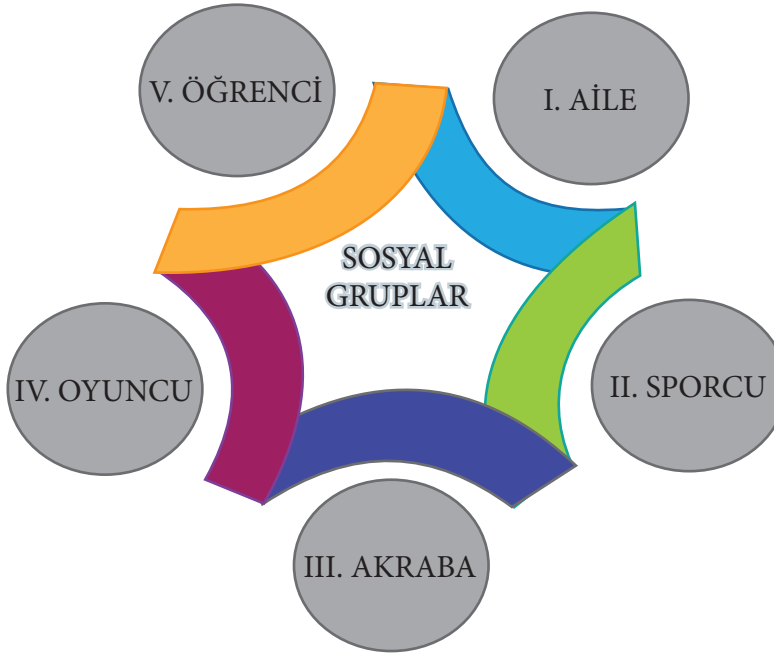 V. ÖĞRENCİ
I. AİLE
SOSYAL
GRUPLAR
IV. OYUNCU
II. SPORCU
III. AKRABA